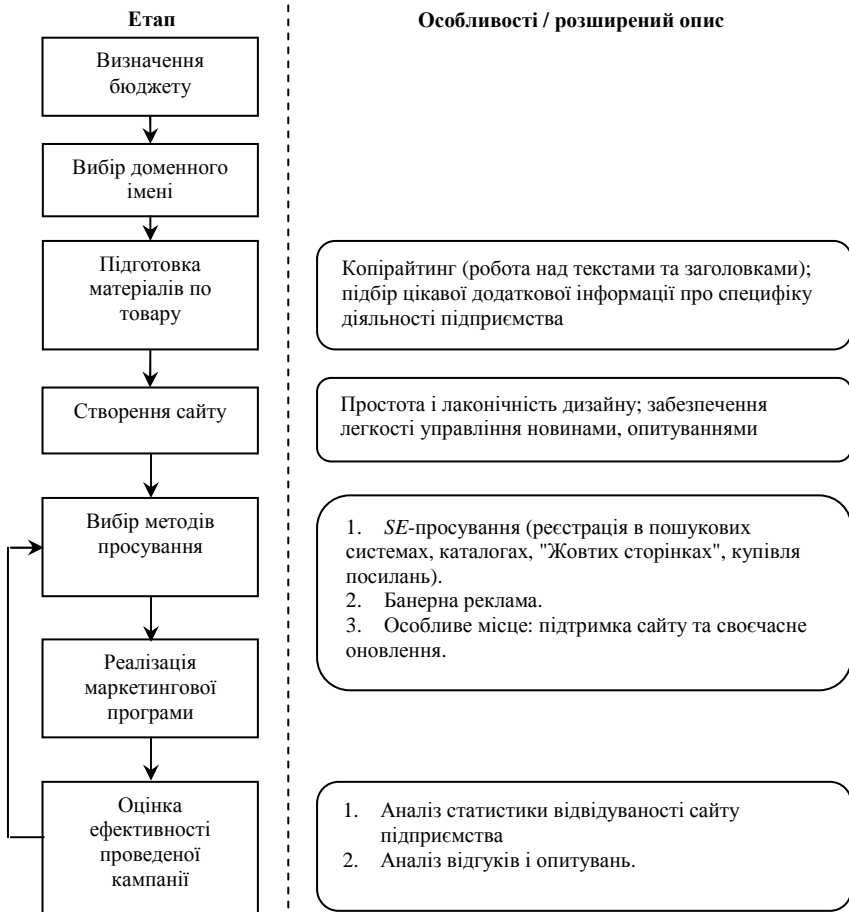 Етап
Особливості / розширений опис
Визначення
бюджету
Вибір доменного
імені
Підготовка
матеріалів по
товару
Копірайтинг (робота над текстами та заголовками);
підбір цікавої додаткової інформації про специфіку
діяльності підприємства
Створення сайту
Простота і лаконічність дизайну; забезпечення
легкості управління новинами, опитуваннями
Вибір методів
просування
1. SE-просування (реєстрація в пошукових
системах, каталогах, "Жовтих сторінках", купівля
посилань).
2. Банерна реклама.
3. Особливе місце: підтримка сайту та своєчасне
оновлення.
Реалізація
маркетингової
програми
Оцінка
ефективності
проведеної
кампанії
1. Аналіз статистики відвідуваності сайту
підприємства
2. Аналіз відгуків і опитувань.